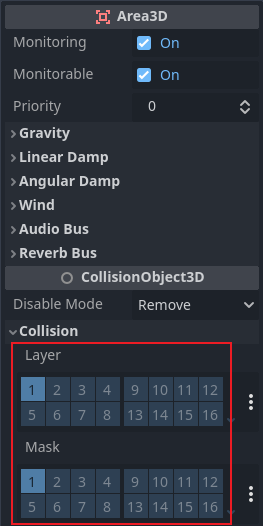 Area3D
Monitoring On
Monitorable On
Priority 0
Gravity
Linear Damp
Angular Damp
Wind
Audio Bus
Reverb Bus
CollisionObject3D
Disable Mode Remove
Collision
Layer
1 2 3 4 9 10 11 12
5 6 7 8 13 14 15 16
Mask
1 2 3 4 9 10 11 12
5 6 7 8 13 14 15 16